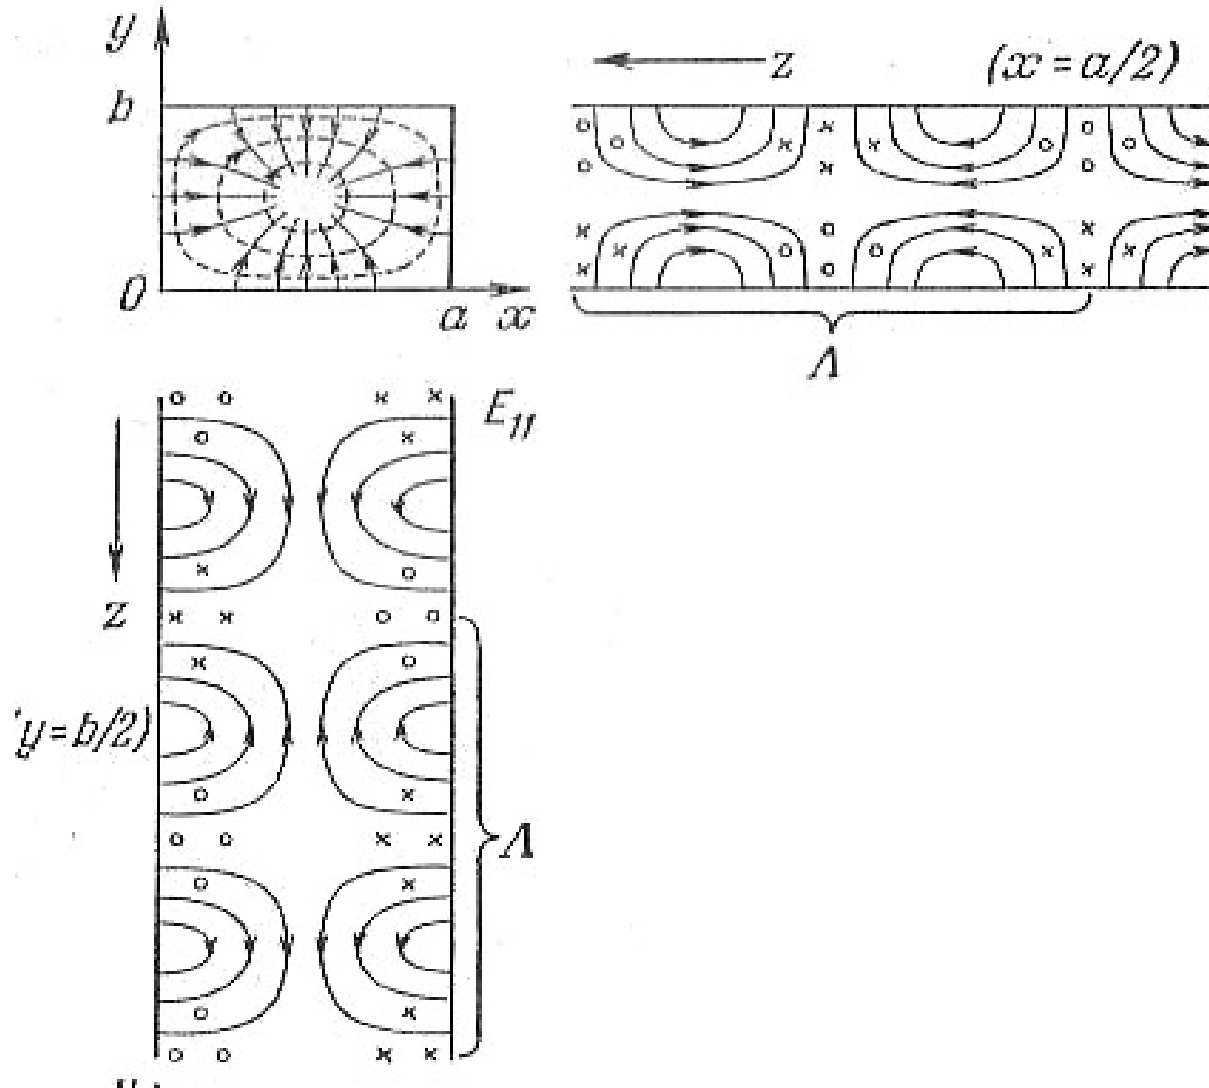 y
b
0
a x
z (x = a/2)
Λ
E₁₁
z
(y = b/2)
Λ